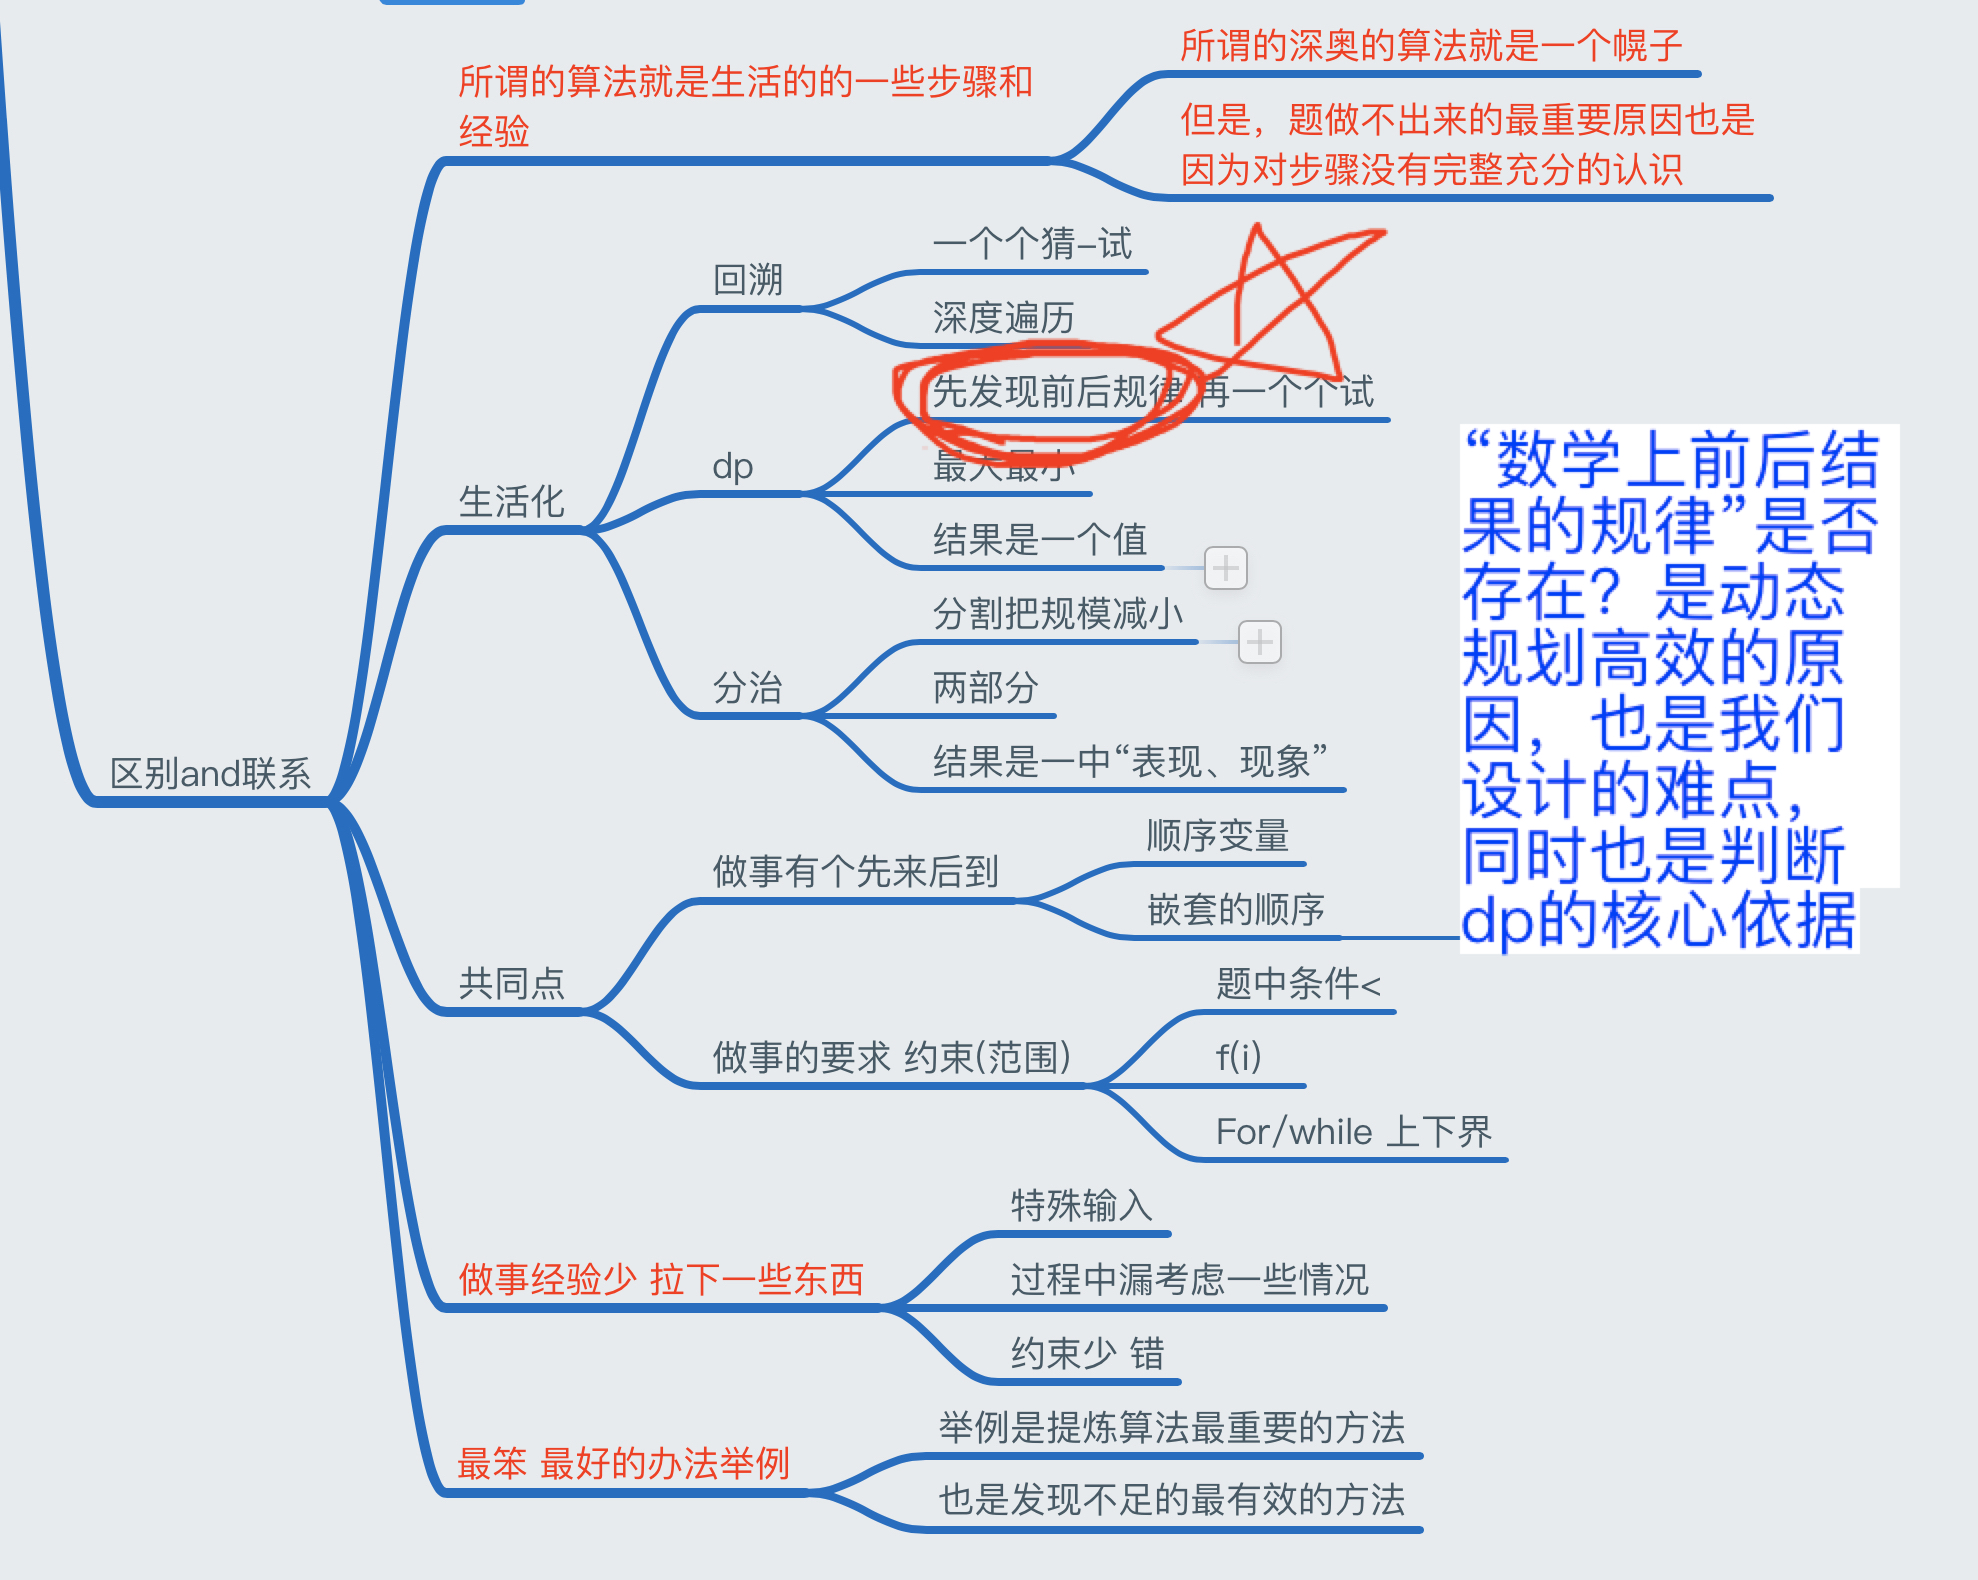 所谓的算法就是生活的的一些步骤和
经验
所谓的深奥的算法就是一个幌子
但是，题做不出来的最重要原因也是
因为对步骤没有完整充分的认识
区别and联系
生活化
回溯
一个个猜-试
深度遍历
dp
先发现前后规律 再一个个试
最大最小
结果是一个值
分治
分割把规模减小
两部分
结果是一中“表现、现象”
“数学上前后结
果的规律”是否
存在？是动态
规划高效的原
因，也是我们
设计的难点，
同时也是判断
dp的核心依据
共同点
做事有个先来后到
顺序变量
嵌套的顺序
做事的要求 约束(范围)
题中条件<
f(i)
For/while 上下界
做事经验少 拉下一些东西
特殊输入
过程中漏考虑一些情况
约束少 错
最笨 最好的办法举例
举例是提炼算法最重要的方法
也是发现不足的最有效的方法